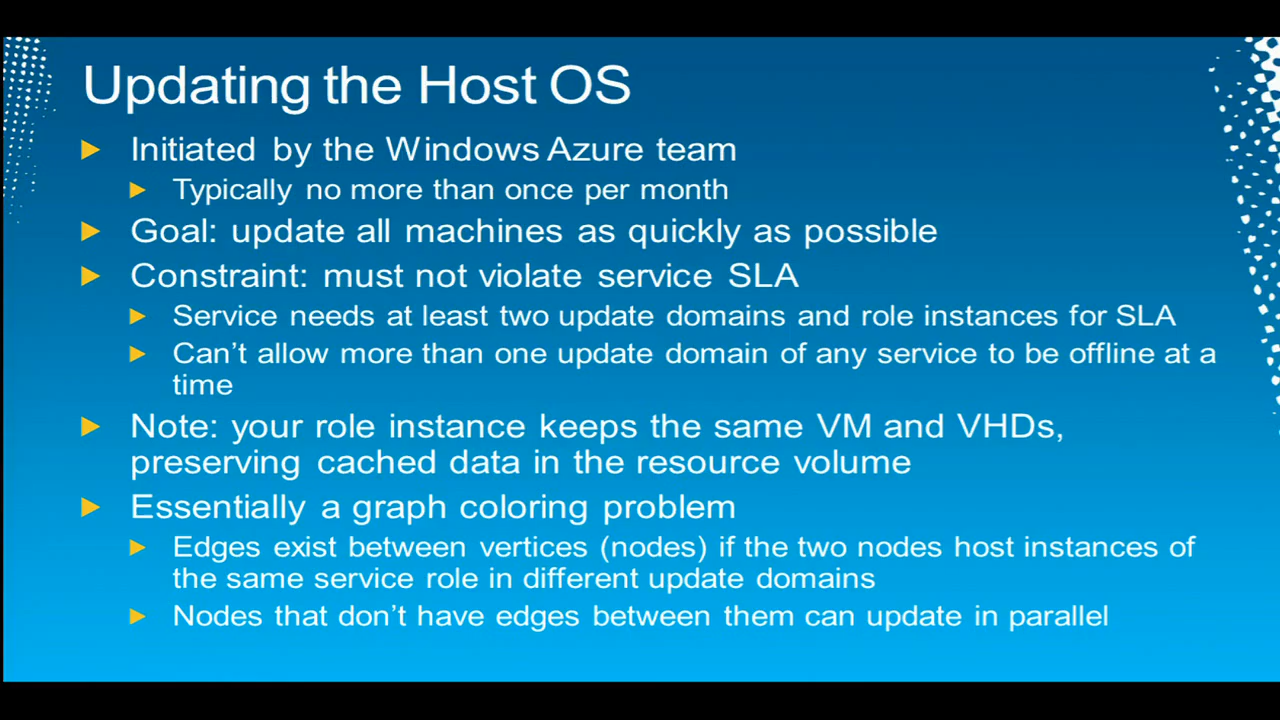 Updating the Host OS
Initiated by the Windows Azure team
Typically no more than once per month
Goal: update all machines as quickly as possible
Constraint: must not violate service SLA
Service needs at least two update domains and role instances for SLA
Can’t allow more than one update domain of any service to be offline at a
time
Note: your role instance keeps the same VM and VHDs,
preserving cached data in the resource volume
Essentially a graph coloring problem
Edges exist between vertices (nodes) if the two nodes host instances of
the same service role in different update domains
Nodes that don’t have edges between them can update in parallel